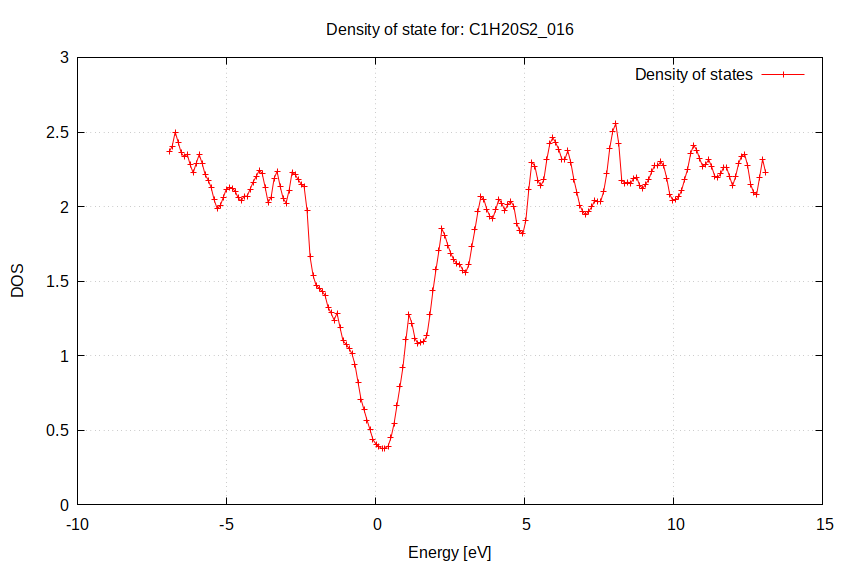 Density of state for: C1H20S2_016
Density of states
3
2.5
2
1.5
1
0.5
0
DOS
-10 -5 0 5 10 15
Energy [eV]